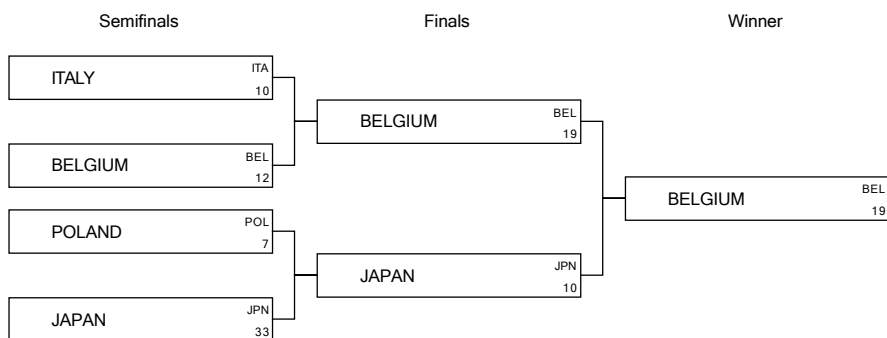 Semifinals Finals Winner
ITALY ITA
10
BELGIUM BEL
19
BELGIUM BEL
12
BELGIUM BEL
19
POLAND POL
7
JAPAN JPN
10
JAPAN JPN
33